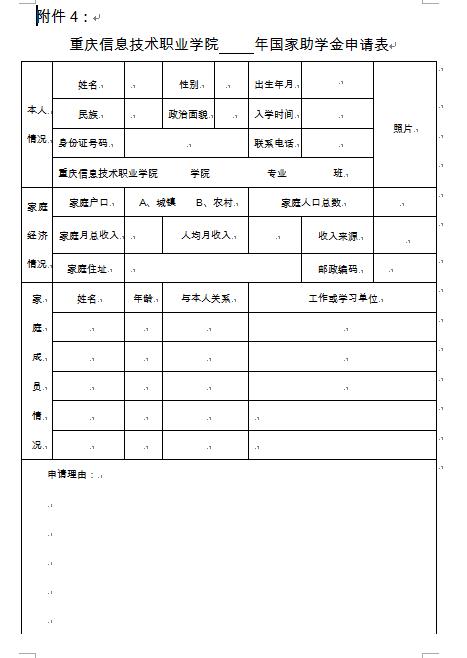 附件4：
重庆信息技术职业学院 年国家助学金申请表
本人情况 姓名 性别 出生年月 照片
民族 政治面貌 入学时间
身份证号码 联系电话
重庆信息技术职业学院 学院 专业 班
家庭经济情况 家庭户口 A、城镇 B、农村 家庭人口总数
家庭月总收入 人均月收入 收入来源
家庭住址 邮政编码
家庭成员情况 姓名 年龄 与本人关系 工作或学习单位
申请理由：